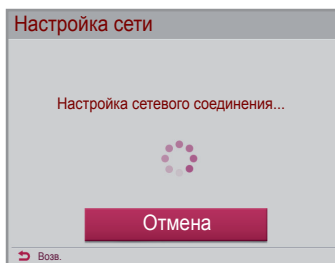 Настройка сети
Настройка сетевого соединения...
Отмена
Возв.